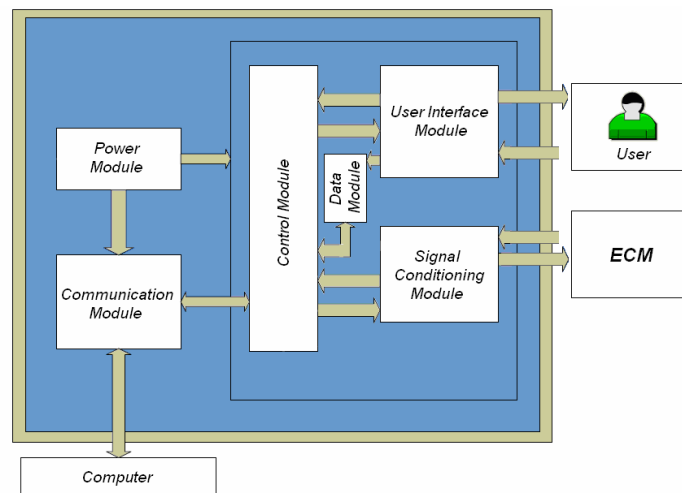 User Interface
Module
User
Power
Module
Data
Module
Control Module
Communication
Module
Signal
Conditioning
Module
ECM
Computer